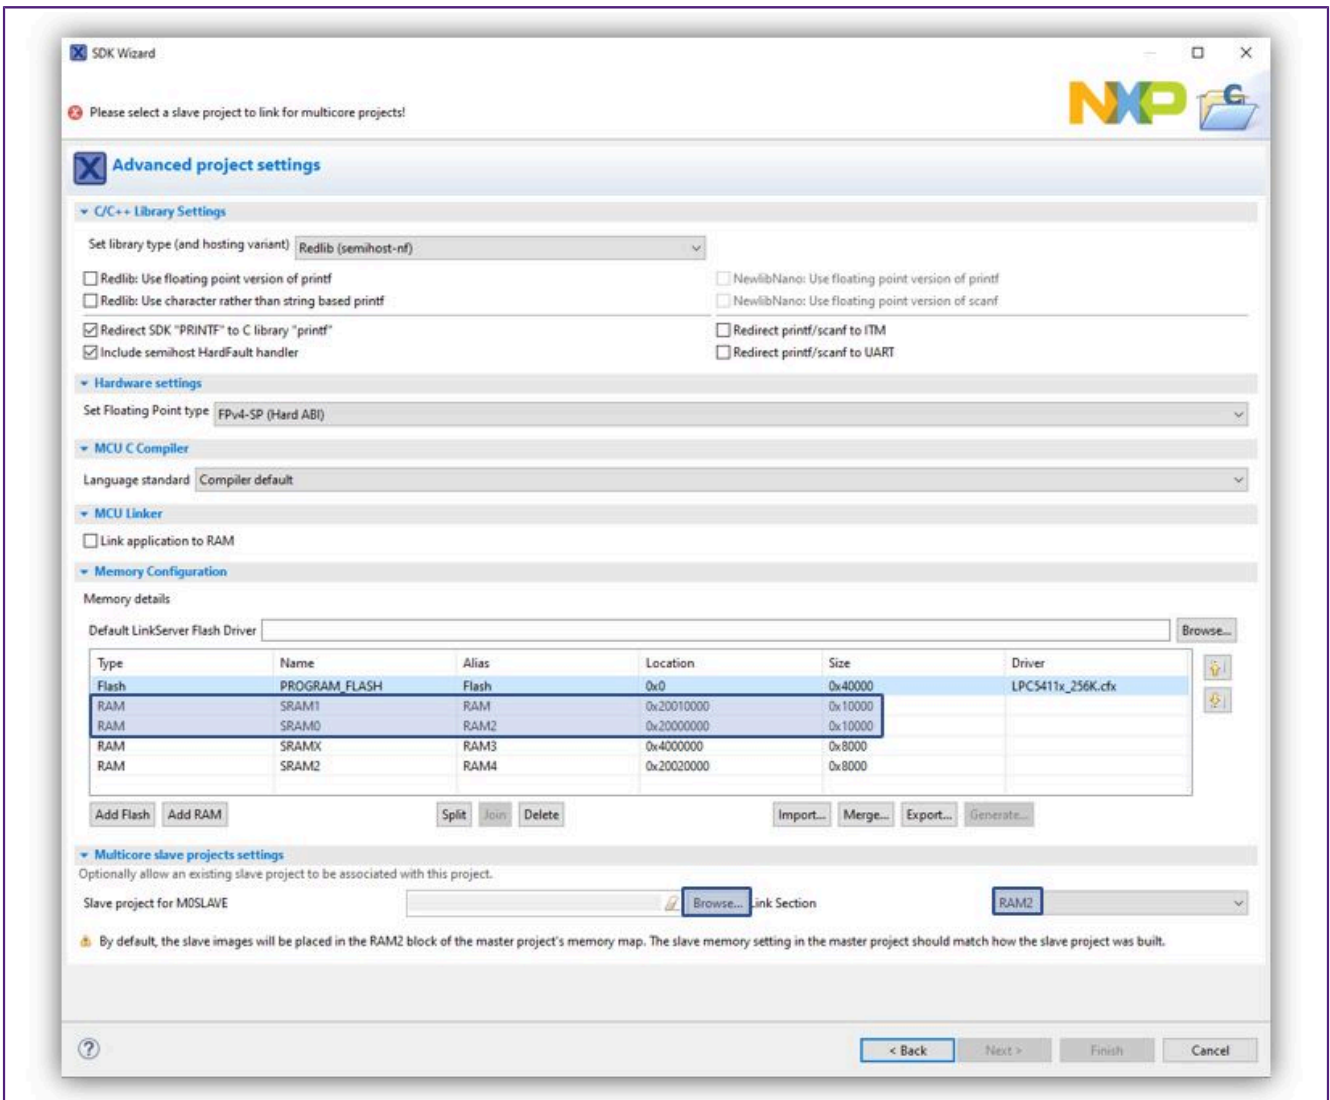 SDK Wizard
Please select a slave project to link for multicore projects!
NXP
Advanced project settings
C/C++ Library Settings
Set library type (and hosting variant) Redlib (semihost-nf)
Redlib: Use floating point version of printf NewlibNano: Use floating point version of printf
Redlib: Use character rather than string based printf NewlibNano: Use floating point version of scanf
Redirect SDK "PRINTF" to C library "printf" Redirect printf/scanf to ITM
Include semihost HardFault handler Redirect printf/scanf to UART
Hardware settings
Set Floating Point type FPv4-SP (Hard ABI)
MCU C Compiler
Language standard Compiler default
MCU Linker
Link application to RAM
Memory Configuration
Memory details
Default LinkServer Flash Driver Browse...
Type Name Alias Location Size Driver
Flash PROGRAM_FLASH Flash 0x0 0x40000 LPC5411x_256K.cfx
RAM SRAM1 RAM 0x20010000 0x10000
RAM SRAM0 RAM2 0x20000000 0x10000
RAM SRAMX RAM3 0x4000000 0x8000
RAM SRAM2 RAM4 0x20020000 0x8000
Add Flash Add RAM Split Join Delete Import... Merge... Export... Generate...
Multicore slave projects settings
Optionally allow an existing slave project to be associated with this project.
Slave project for M0SLAVE Browse... Link Section RAM2
By default, the slave images will be placed in the RAM2 block of the master project's memory map. The slave memory setting in the master project should match how the slave project was built.
? < Back Next > Finish Cancel